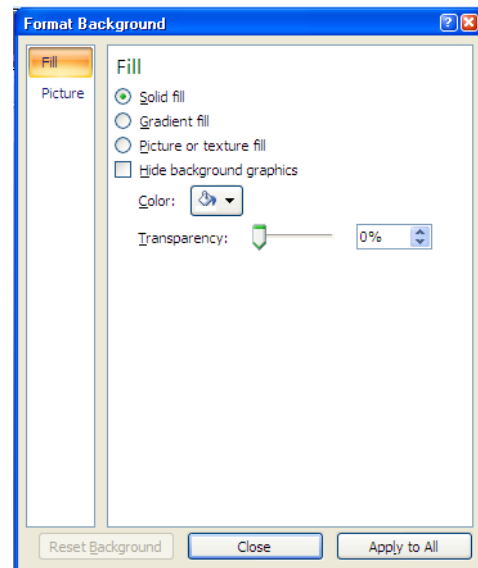 Format Background
Fill
Picture
Fill
Solid fill
Gradient fill
Picture or texture fill
Hide background graphics
Color:
Transparency: 0%
Reset Background Close Apply to All